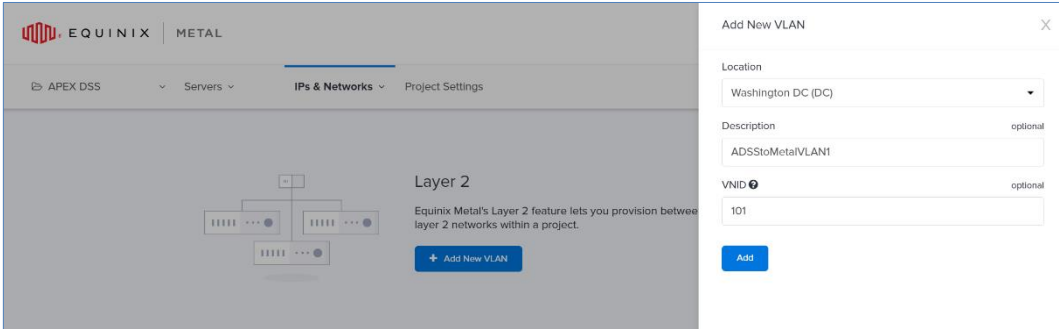 EQUINIX METAL
APEX DSS Servers IPs & Networks Project Settings
Layer 2
Equinix Metal's Layer 2 feature lets you provision betwee
layer 2 networks within a project.
+ Add New VLAN
Add New VLAN X
Location
Washington DC (DC)
Description optional
ADSStoMetalVLAN1
VNID ? optional
101
Add